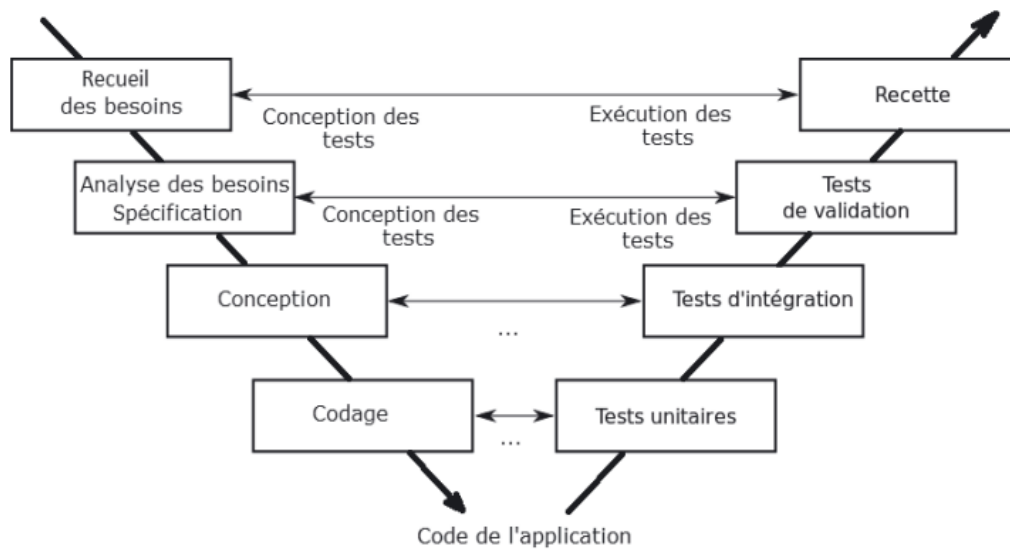 Recueil
des besoins
Recette
Conception des
tests
Exécution des
tests
Analyse des besoins
Spécification
Tests
de validation
Conception des
tests
Exécution des
tests
Conception
Tests d'intégration
...
Codage
Tests unitaires
...
Code de l'application